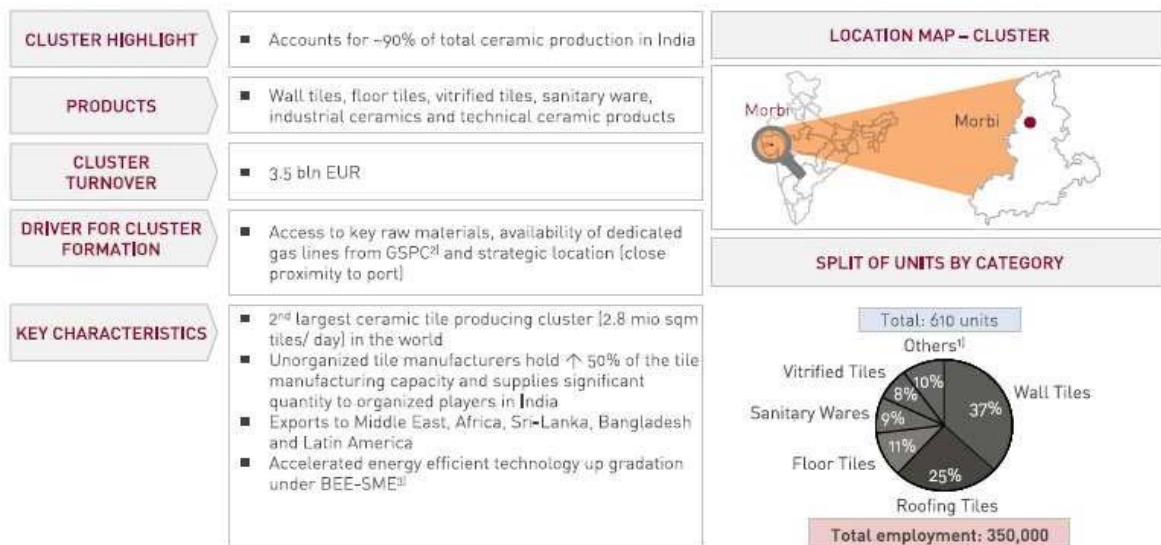 CLUSTER HIGHLIGHT
■ Accounts for ~90% of total ceramic production in India
PRODUCTS
■ Wall tiles, floor tiles, vitrified tiles, sanitary ware,
industrial ceramics and technical ceramic products
CLUSTER
TURNOVER
■ 3.5 bln EUR
DRIVER FOR CLUSTER
FORMATION
■ Access to key raw materials, availability of dedicated
gas lines from GSPC²⁾ and strategic location (close
proximity to port)
KEY CHARACTERISTICS
■ 2nd largest ceramic tile producing cluster (2.8 mio sqm
tiles/ day) in the world
■ Unorganized tile manufacturers hold ↑ 50% of the tile
manufacturing capacity and supplies significant
quantity to organized players in India
■ Exports to Middle East, Africa, Sri-Lanka, Bangladesh
and Latin America
■ Accelerated energy efficient technology up gradation
under BEE-SME³⁾
LOCATION MAP – CLUSTER
Morbi
Morbi
SPLIT OF UNITS BY CATEGORY
Total: 610 units
Others¹⁾
10%
Vitrified Tiles
8%
Wall Tiles
37%
Sanitary Wares
9%
Floor Tiles
11%
25%
Roofing Tiles
Total employment: 350,000